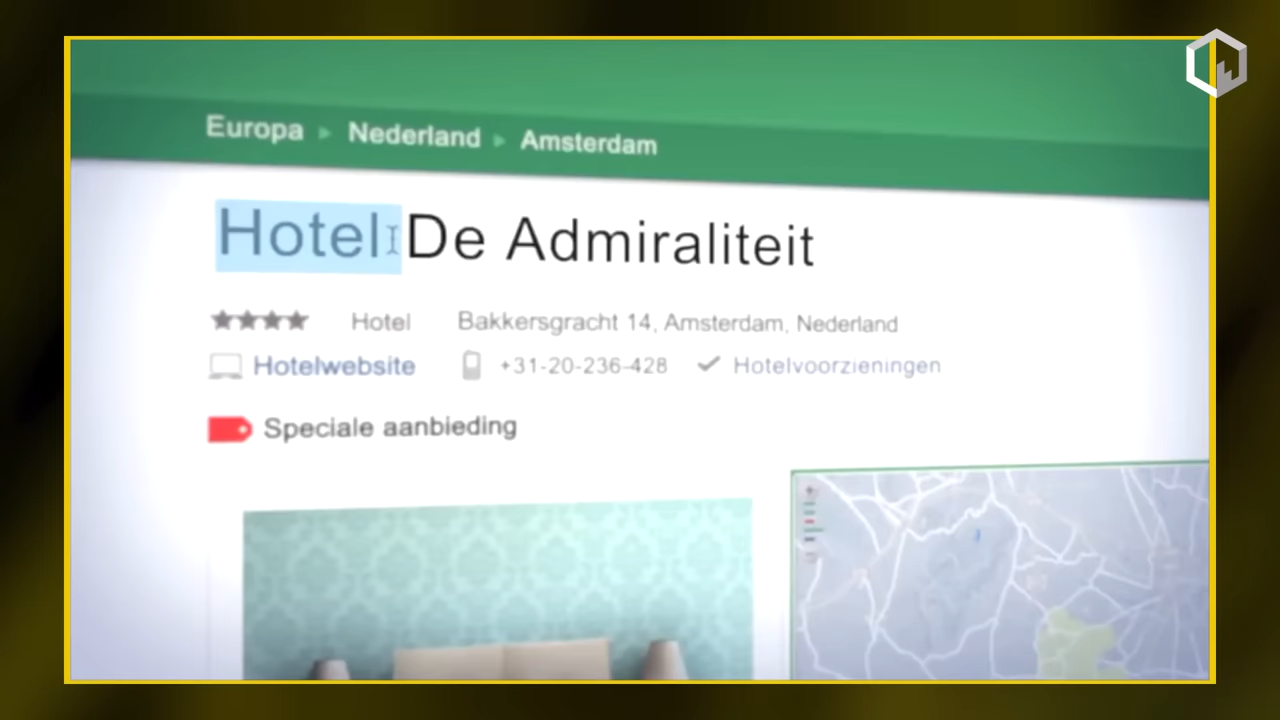 Europa Nederland Amsterdam
Hotel De Admiraliteit
Hotel Bakkersgracht 14, Amsterdam, Nederland
Hotelwebsite +31-20-236-428 Hotelvoorzieningen
Speciale aanbieding